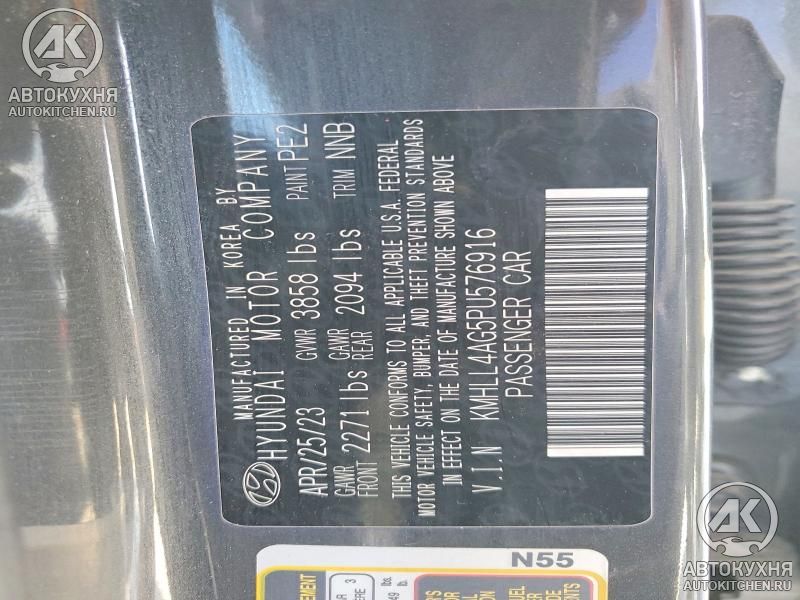 MANUFACTURED IN KOREA BY
HYUNDAI MOTOR COMPANY
APR/25/23 GVWR 3858 lbs PAINT PE2
GAWR FRONT 2271 lbs GAWR REAR 2094 lbs TRIM NNB
THIS VEHICLE CONFORMS TO ALL APPLICABLE U.S.A. FEDERAL
MOTOR VEHICLE SAFETY, BUMPER, AND THEFT PREVENTION STANDARDS
IN EFFECT ON THE DATE OF MANUFACTURE SHOWN ABOVE
V.I.N KMHLL4AG5PU576916
PASSENGER CAR
N55
AK
АВТОКУХНЯ
AUTOKITCHEN.RU
AK
АВТОКУХНЯ
AUTOKITCHEN.RU